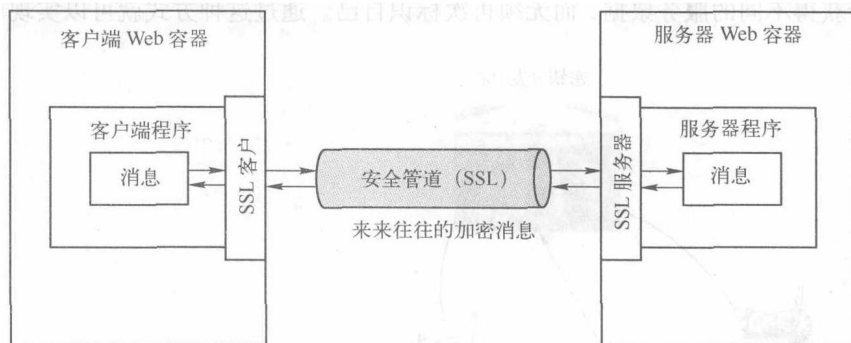 客户端 Web 容器
服务器 Web 容器
客户端程序
消息
SSL 客户
安全管道（SSL）
来来往往的加密消息
SSL 服务器
服务器程序
消息